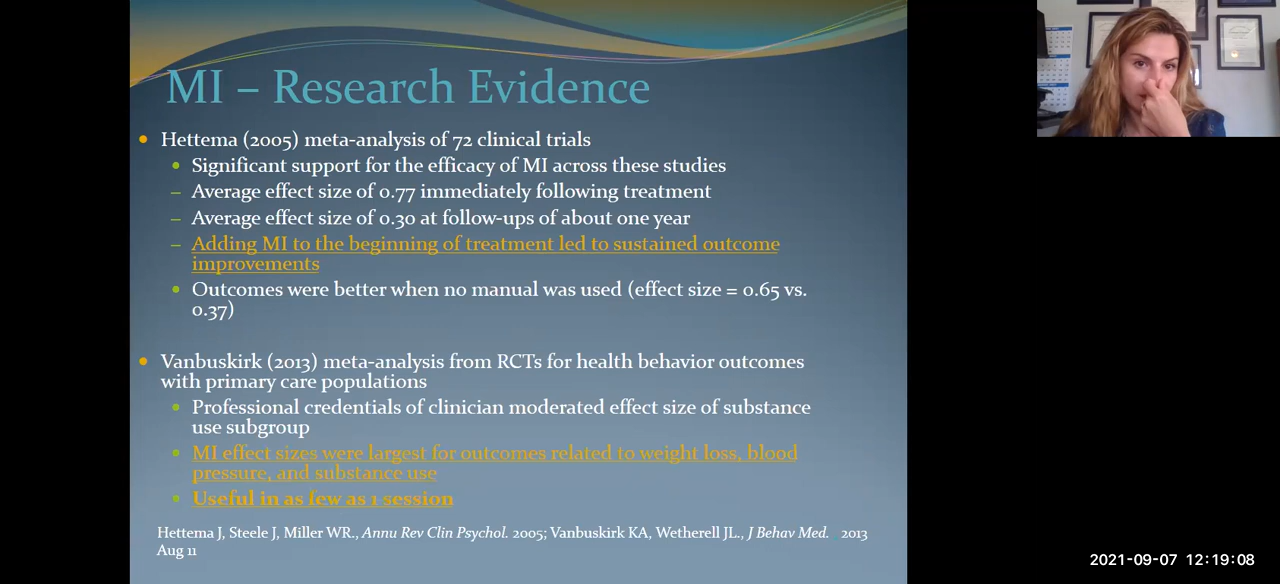 MI – Research Evidence
Hettema (2005) meta-analysis of 72 clinical trials
Significant support for the efficacy of MI across these studies
– Average effect size of 0.77 immediately following treatment
– Average effect size of 0.30 at follow-ups of about one year
– Adding MI to the beginning of treatment led to sustained outcome
improvements
Outcomes were better when no manual was used (effect size = 0.65 vs.
0.37)
Vanbuskirk (2013) meta-analysis from RCTs for health behavior outcomes
with primary care populations
Professional credentials of clinician moderated effect size of substance
use subgroup
MI effect sizes were largest for outcomes related to weight loss, blood
pressure, and substance use
Useful in as few as 1 session
Hettema J, Steele J, Miller WR., Annu Rev Clin Psychol. 2005; Vanbuskirk KA, Wetherell JL., J Behav Med. 2013
Aug 11
2021-09-07 12:19:08